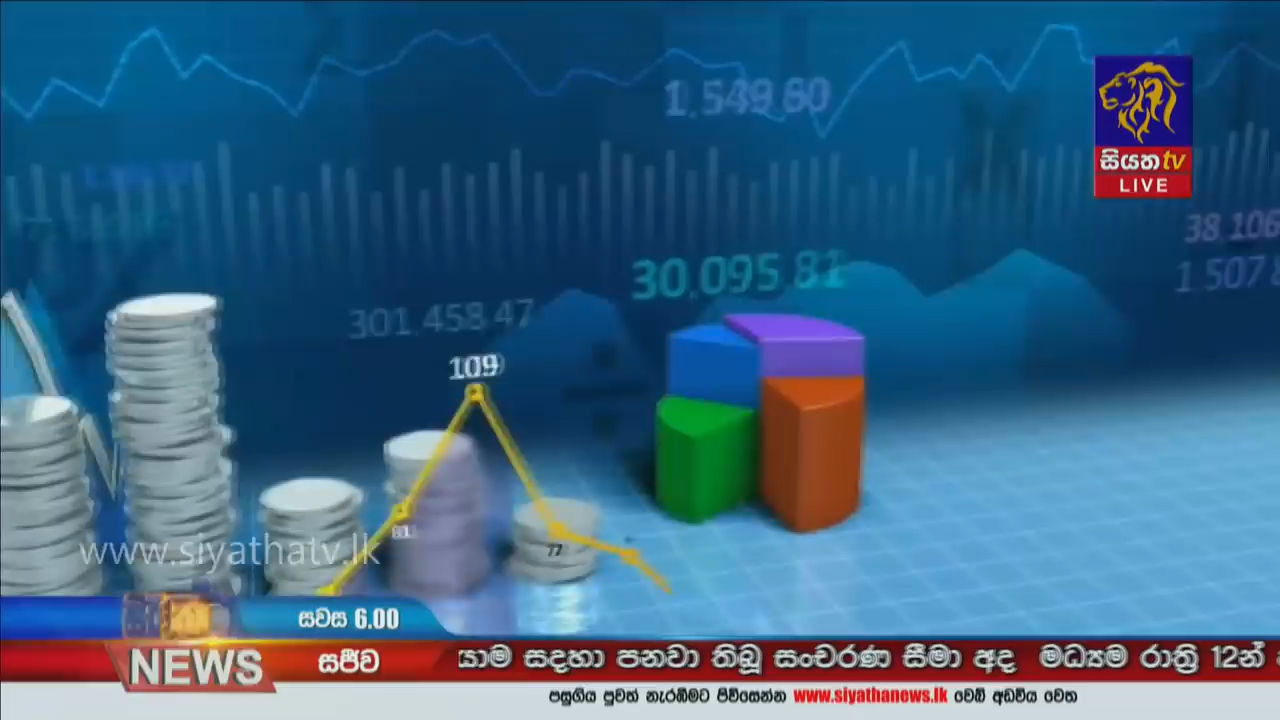 1,549.60
සියතtv
LIVE
38,106
30,095.81
1,507
301,458.47
109
81
77
www.siyathatv.lk
සවස 6.00
NEWS
සජීව
යාම සඳහා පනවා තිබූ සංචරණ සීමා අද මධ්‍යම රාත්‍රි 12න්
පසුගිය පුවත් නැරඹීමට පිවිසෙන්න www.siyathanews.lk වෙබ් අඩවිය වෙත